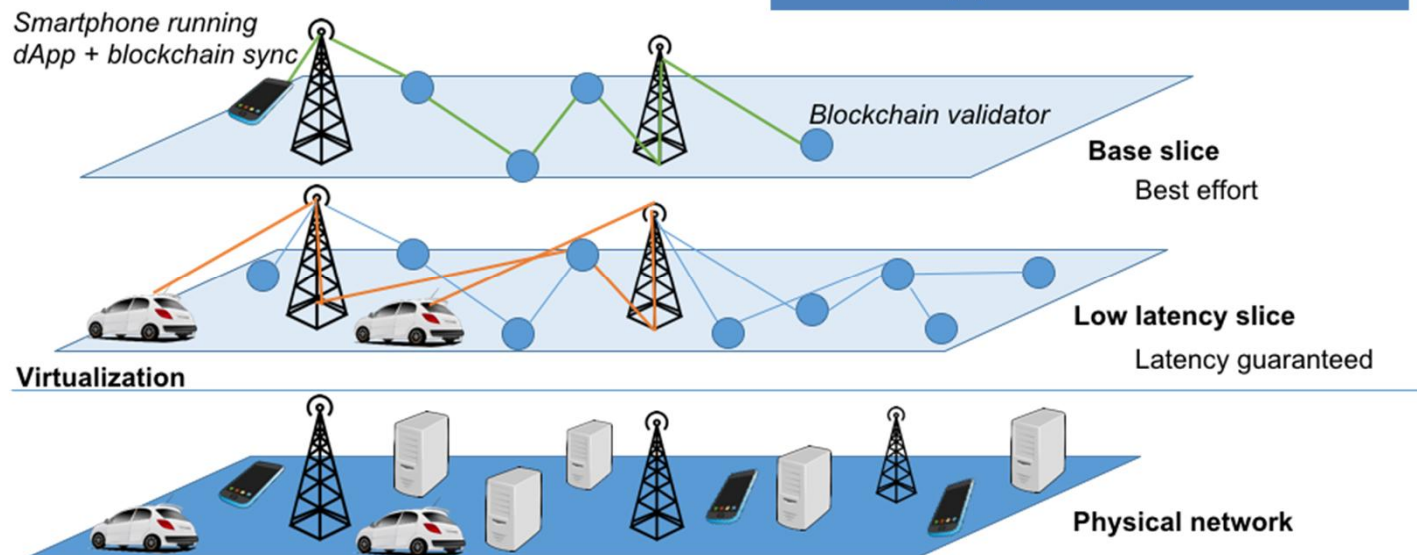 Smartphone running
dApp + blockchain sync
Blockchain validator
Base slice
Best effort
Low latency slice
Latency guaranteed
Virtualization
Physical network